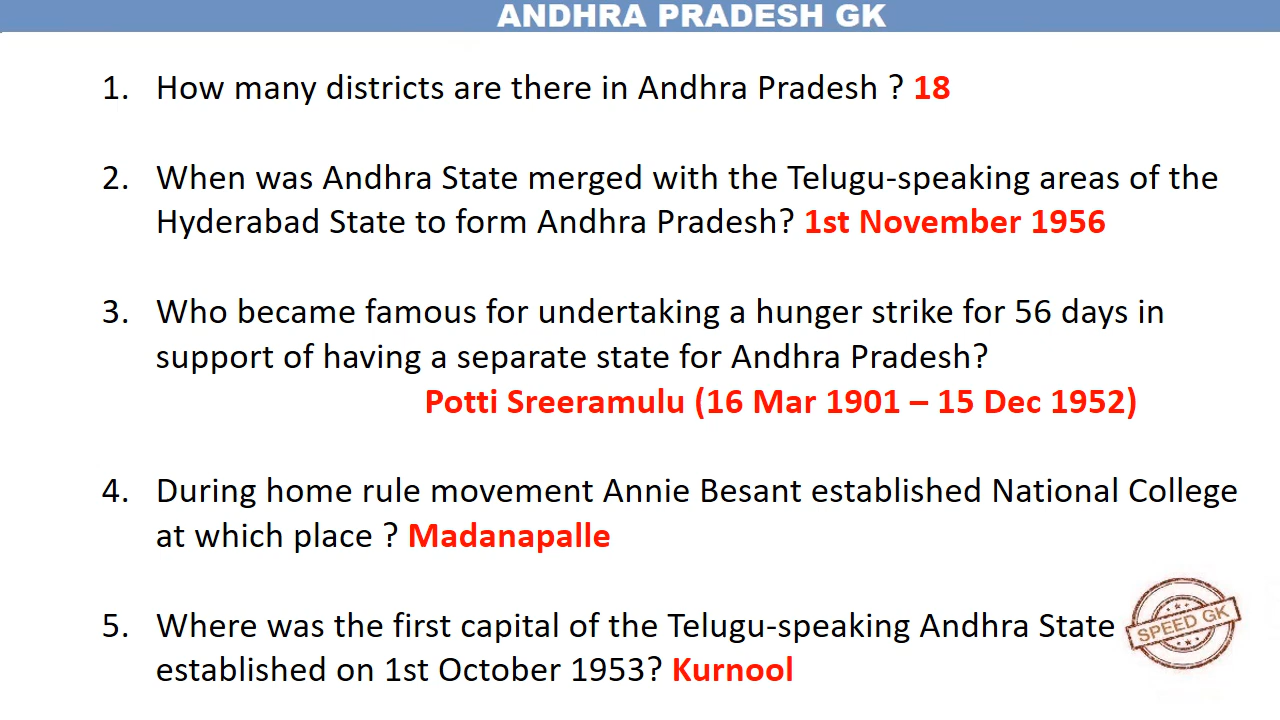 ANDHRA PRADESH GK
1. How many districts are there in Andhra Pradesh ? 18
2. When was Andhra State merged with the Telugu-speaking areas of the
Hyderabad State to form Andhra Pradesh? 1st November 1956
3. Who became famous for undertaking a hunger strike for 56 days in
support of having a separate state for Andhra Pradesh?
Potti Sreeramulu (16 Mar 1901 – 15 Dec 1952)
4. During home rule movement Annie Besant established National College
at which place ? Madanapalle
5. Where was the first capital of the Telugu-speaking Andhra State
established on 1st October 1953? Kurnool
SPEED GK